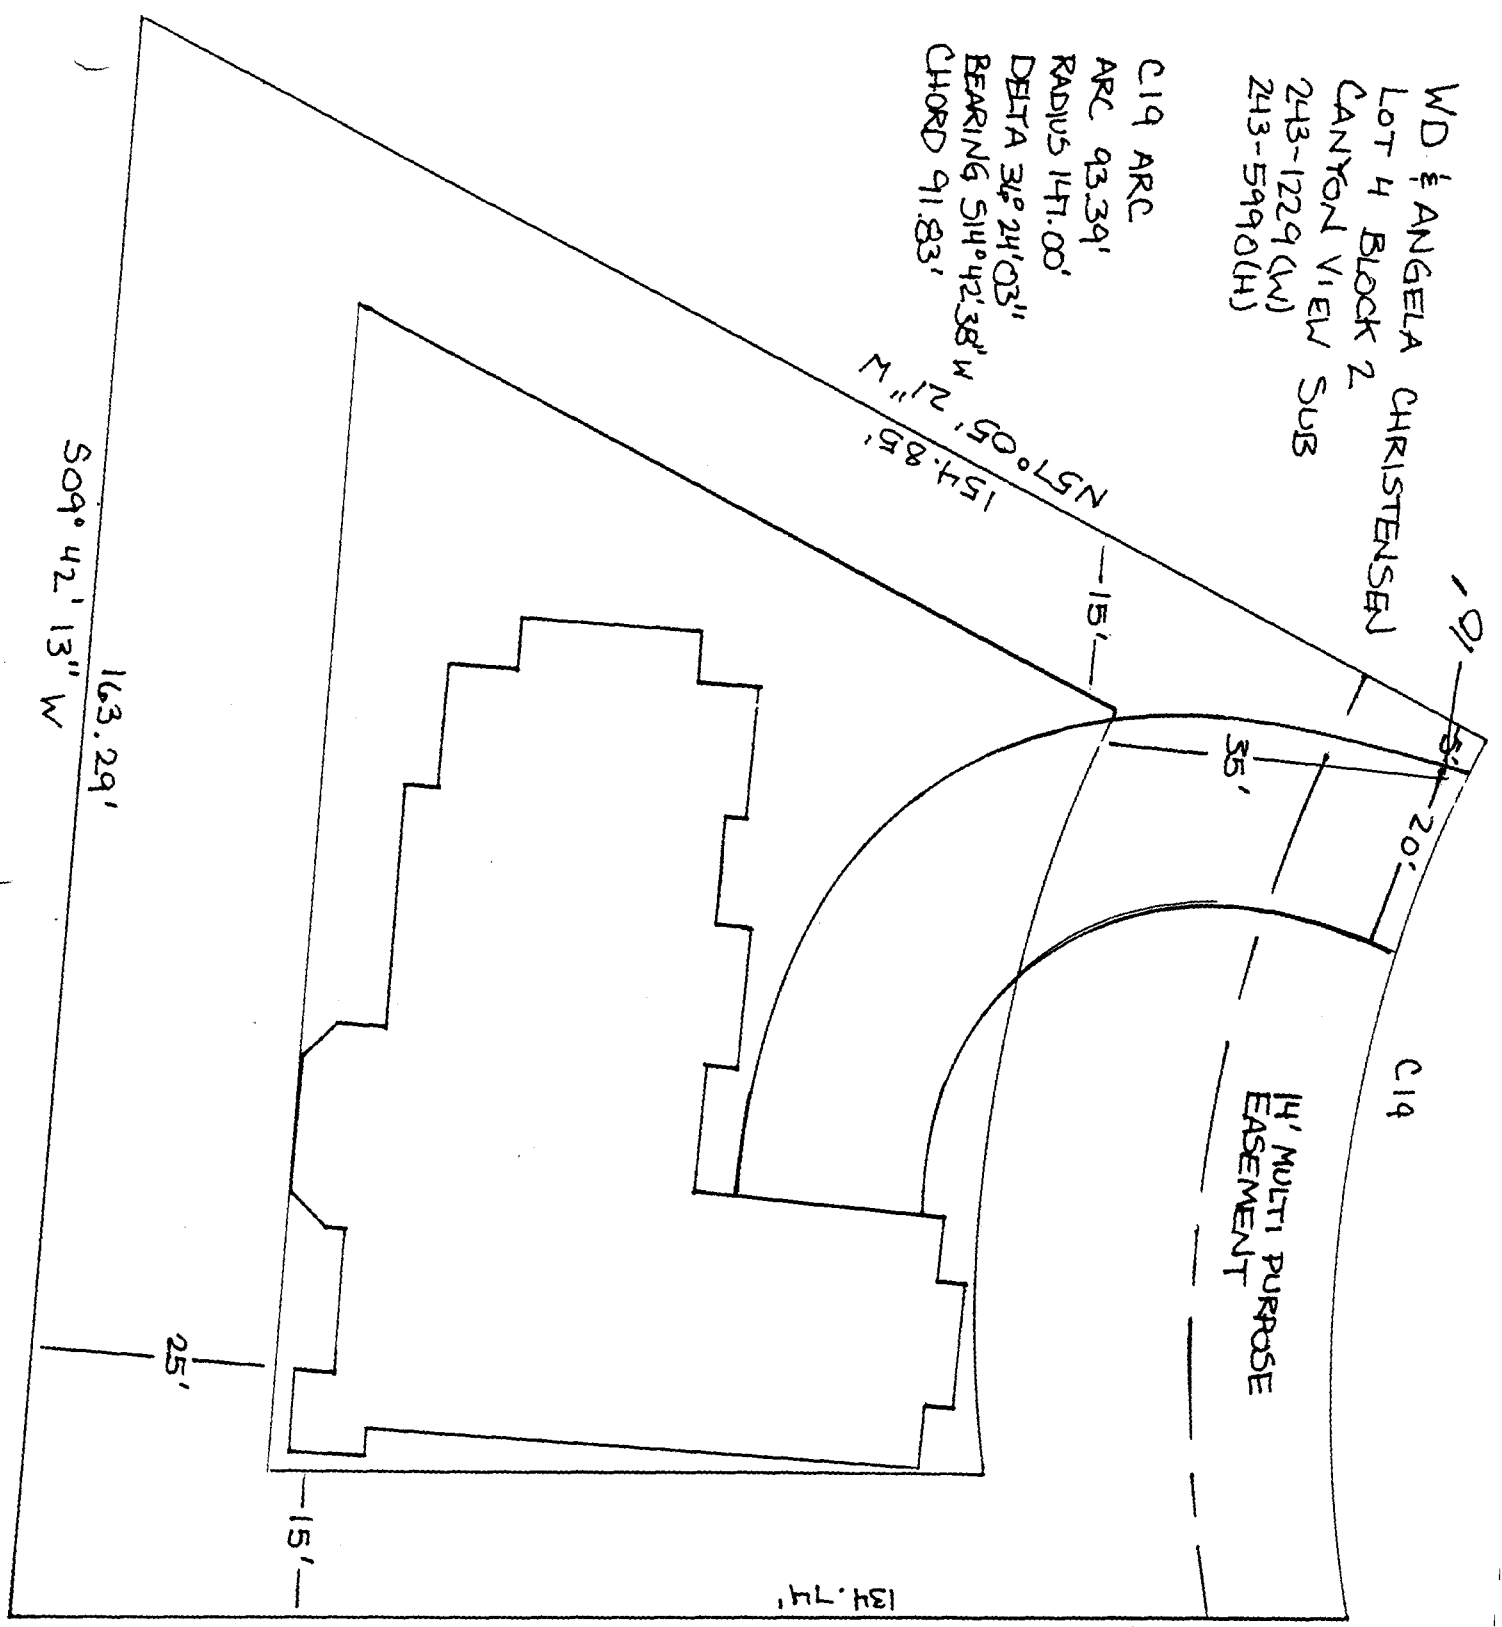 WD & ANGELA CHRISTENSEN
LOT 4 BLOCK 2
CANYON VIEW SUB
243-1229(W)
243-5990(H)
C19 ARC
ARC 93.39'
RADIUS 147.00'
DELTA 36°24'03"
BEARING S14°42'38" W
CHORD 91.83'
N57°05'21" W
154.85'
15'
35'
5'
20'
C19
14' MULTI PURPOSE
EASEMENT
163.29'
S09°42'13" W
25'
15'
134.74'